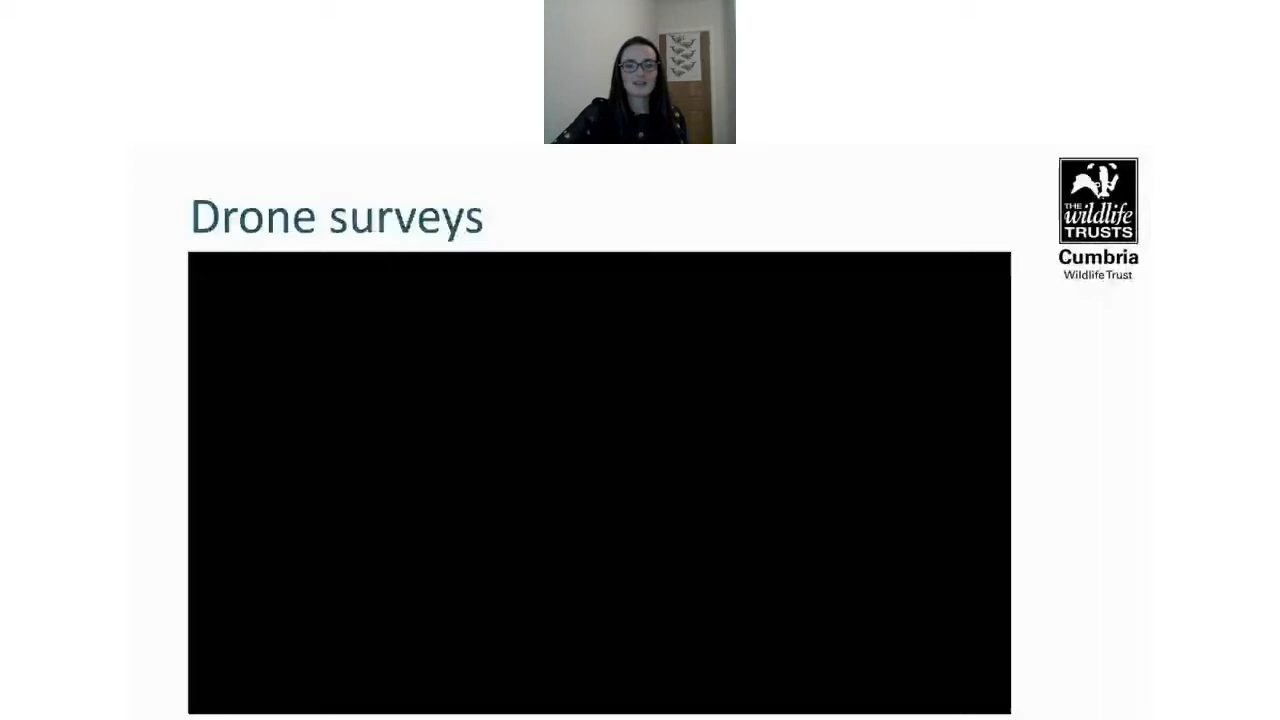 Drone surveys
THE
wildlife
TRUSTS
Cumbria
Wildlife Trust